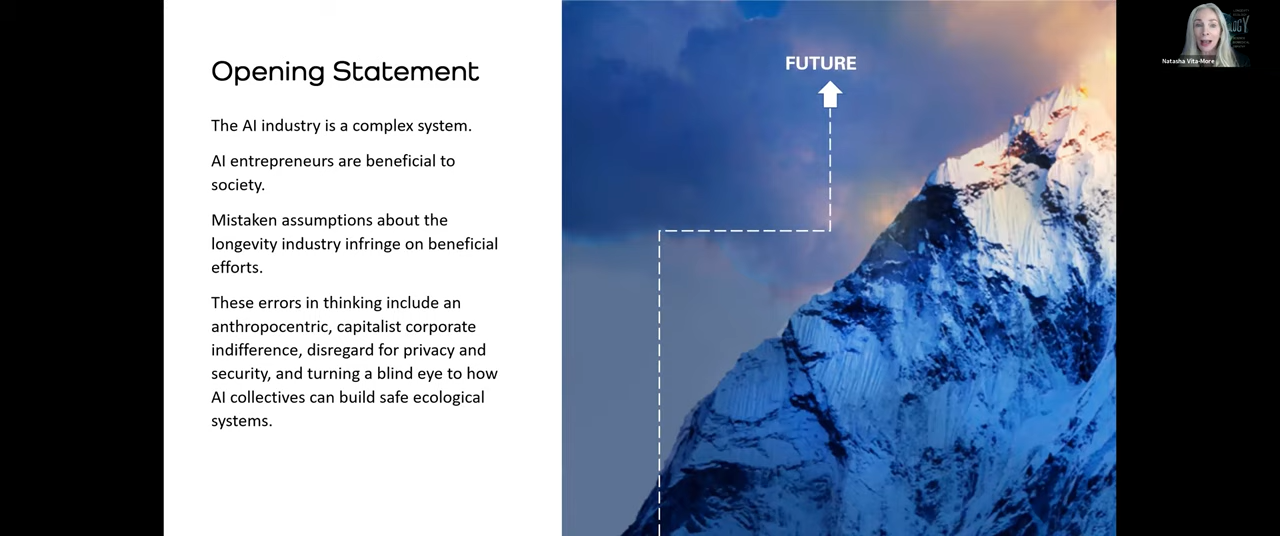 Opening Statement
The AI industry is a complex system.
AI entrepreneurs are beneficial to
society.
Mistaken assumptions about the
longevity industry infringe on beneficial
efforts.
These errors in thinking include an
anthropocentric, capitalist corporate
indifference, disregard for privacy and
security, and turning a blind eye to how
AI collectives can build safe ecological
systems.
FUTURE
Natasha Vita-More